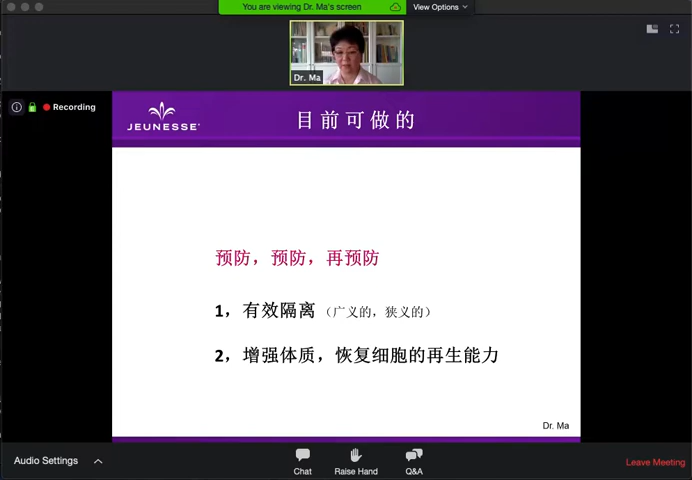 You are viewing Dr. Ma's screen
View Options
Dr. Ma
Recording
JEUNESSE
目前可做的
预防，预防，再预防
1，有效隔离（广义的，狭义的）
2，增强体质，恢复细胞的再生能力
Dr. Ma
Audio Settings
Chat
Raise Hand
Q&A
Leave Meeting